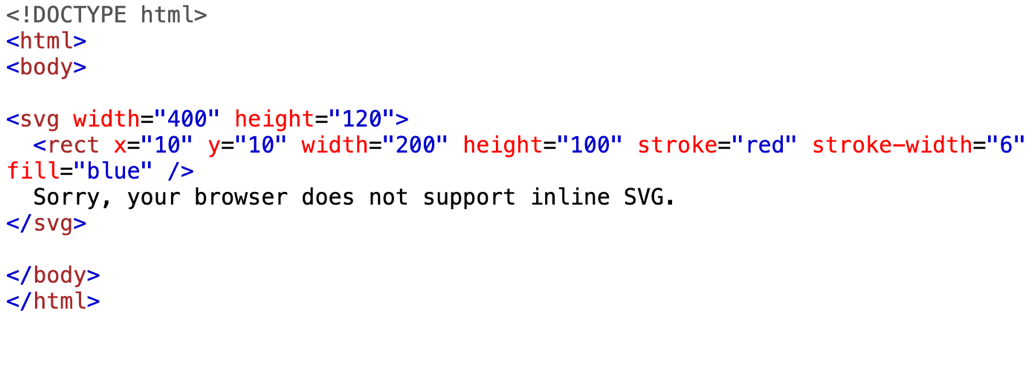 <!DOCTYPE html>
<html>
<body>

<svg width="400" height="120">
  <rect x="10" y="10" width="200" height="100" stroke="red" stroke-width="6"
fill="blue" />
  Sorry, your browser does not support inline SVG.
</svg>

</body>
</html>